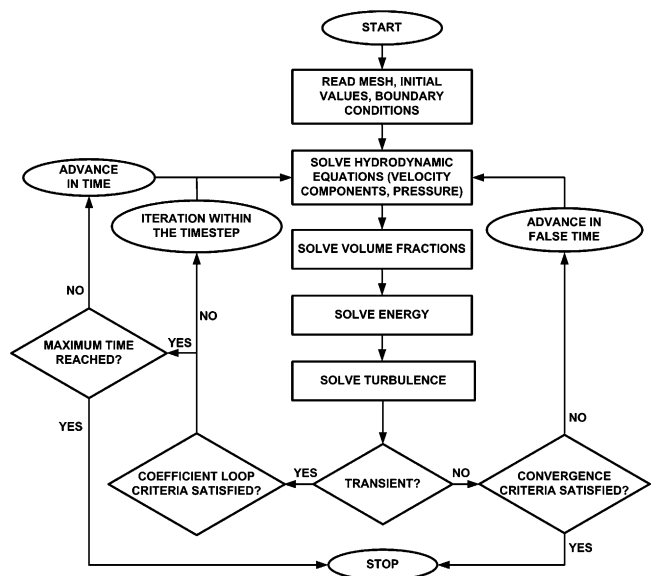 START
READ MESH, INITIAL
VALUES, BOUNDARY
CONDITIONS
ADVANCE
IN TIME
SOLVE HYDRODYNAMIC
EQUATIONS (VELOCITY
COMPONENTS, PRESSURE)
ITERATION WITHIN
THE TIMESTEP
ADVANCE IN
FALSE TIME
SOLVE VOLUME FRACTIONS
NO
NO
SOLVE ENERGY
MAXIMUM TIME
REACHED?
YES
SOLVE TURBULENCE
YES
NO
COEFFICIENT LOOP
CRITERIA SATISFIED?
YES
TRANSIENT?
NO
CONVERGENCE
CRITERIA SATISFIED?
YES
STOP